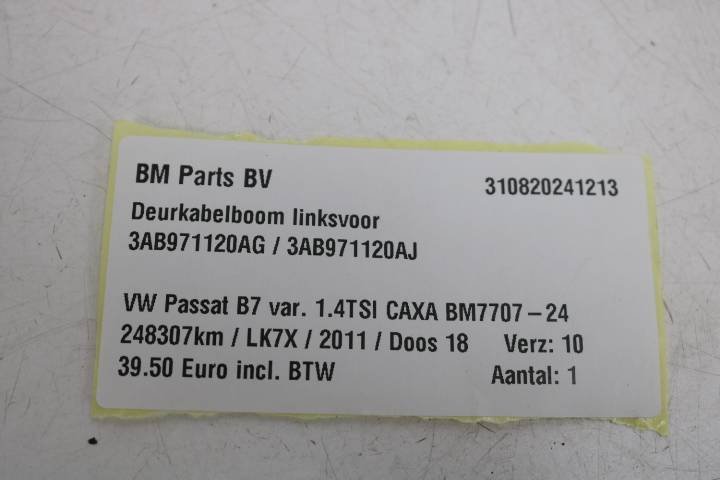 BM Parts BV 310820241213
Deurkabelboom linksvoor
3AB971120AG / 3AB971120AJ
VW Passat B7 var. 1.4TSI CAXA BM7707-24
248307km / LK7X / 2011 / Doos 18 Verz: 10
39.50 Euro incl. BTW Aantal: 1